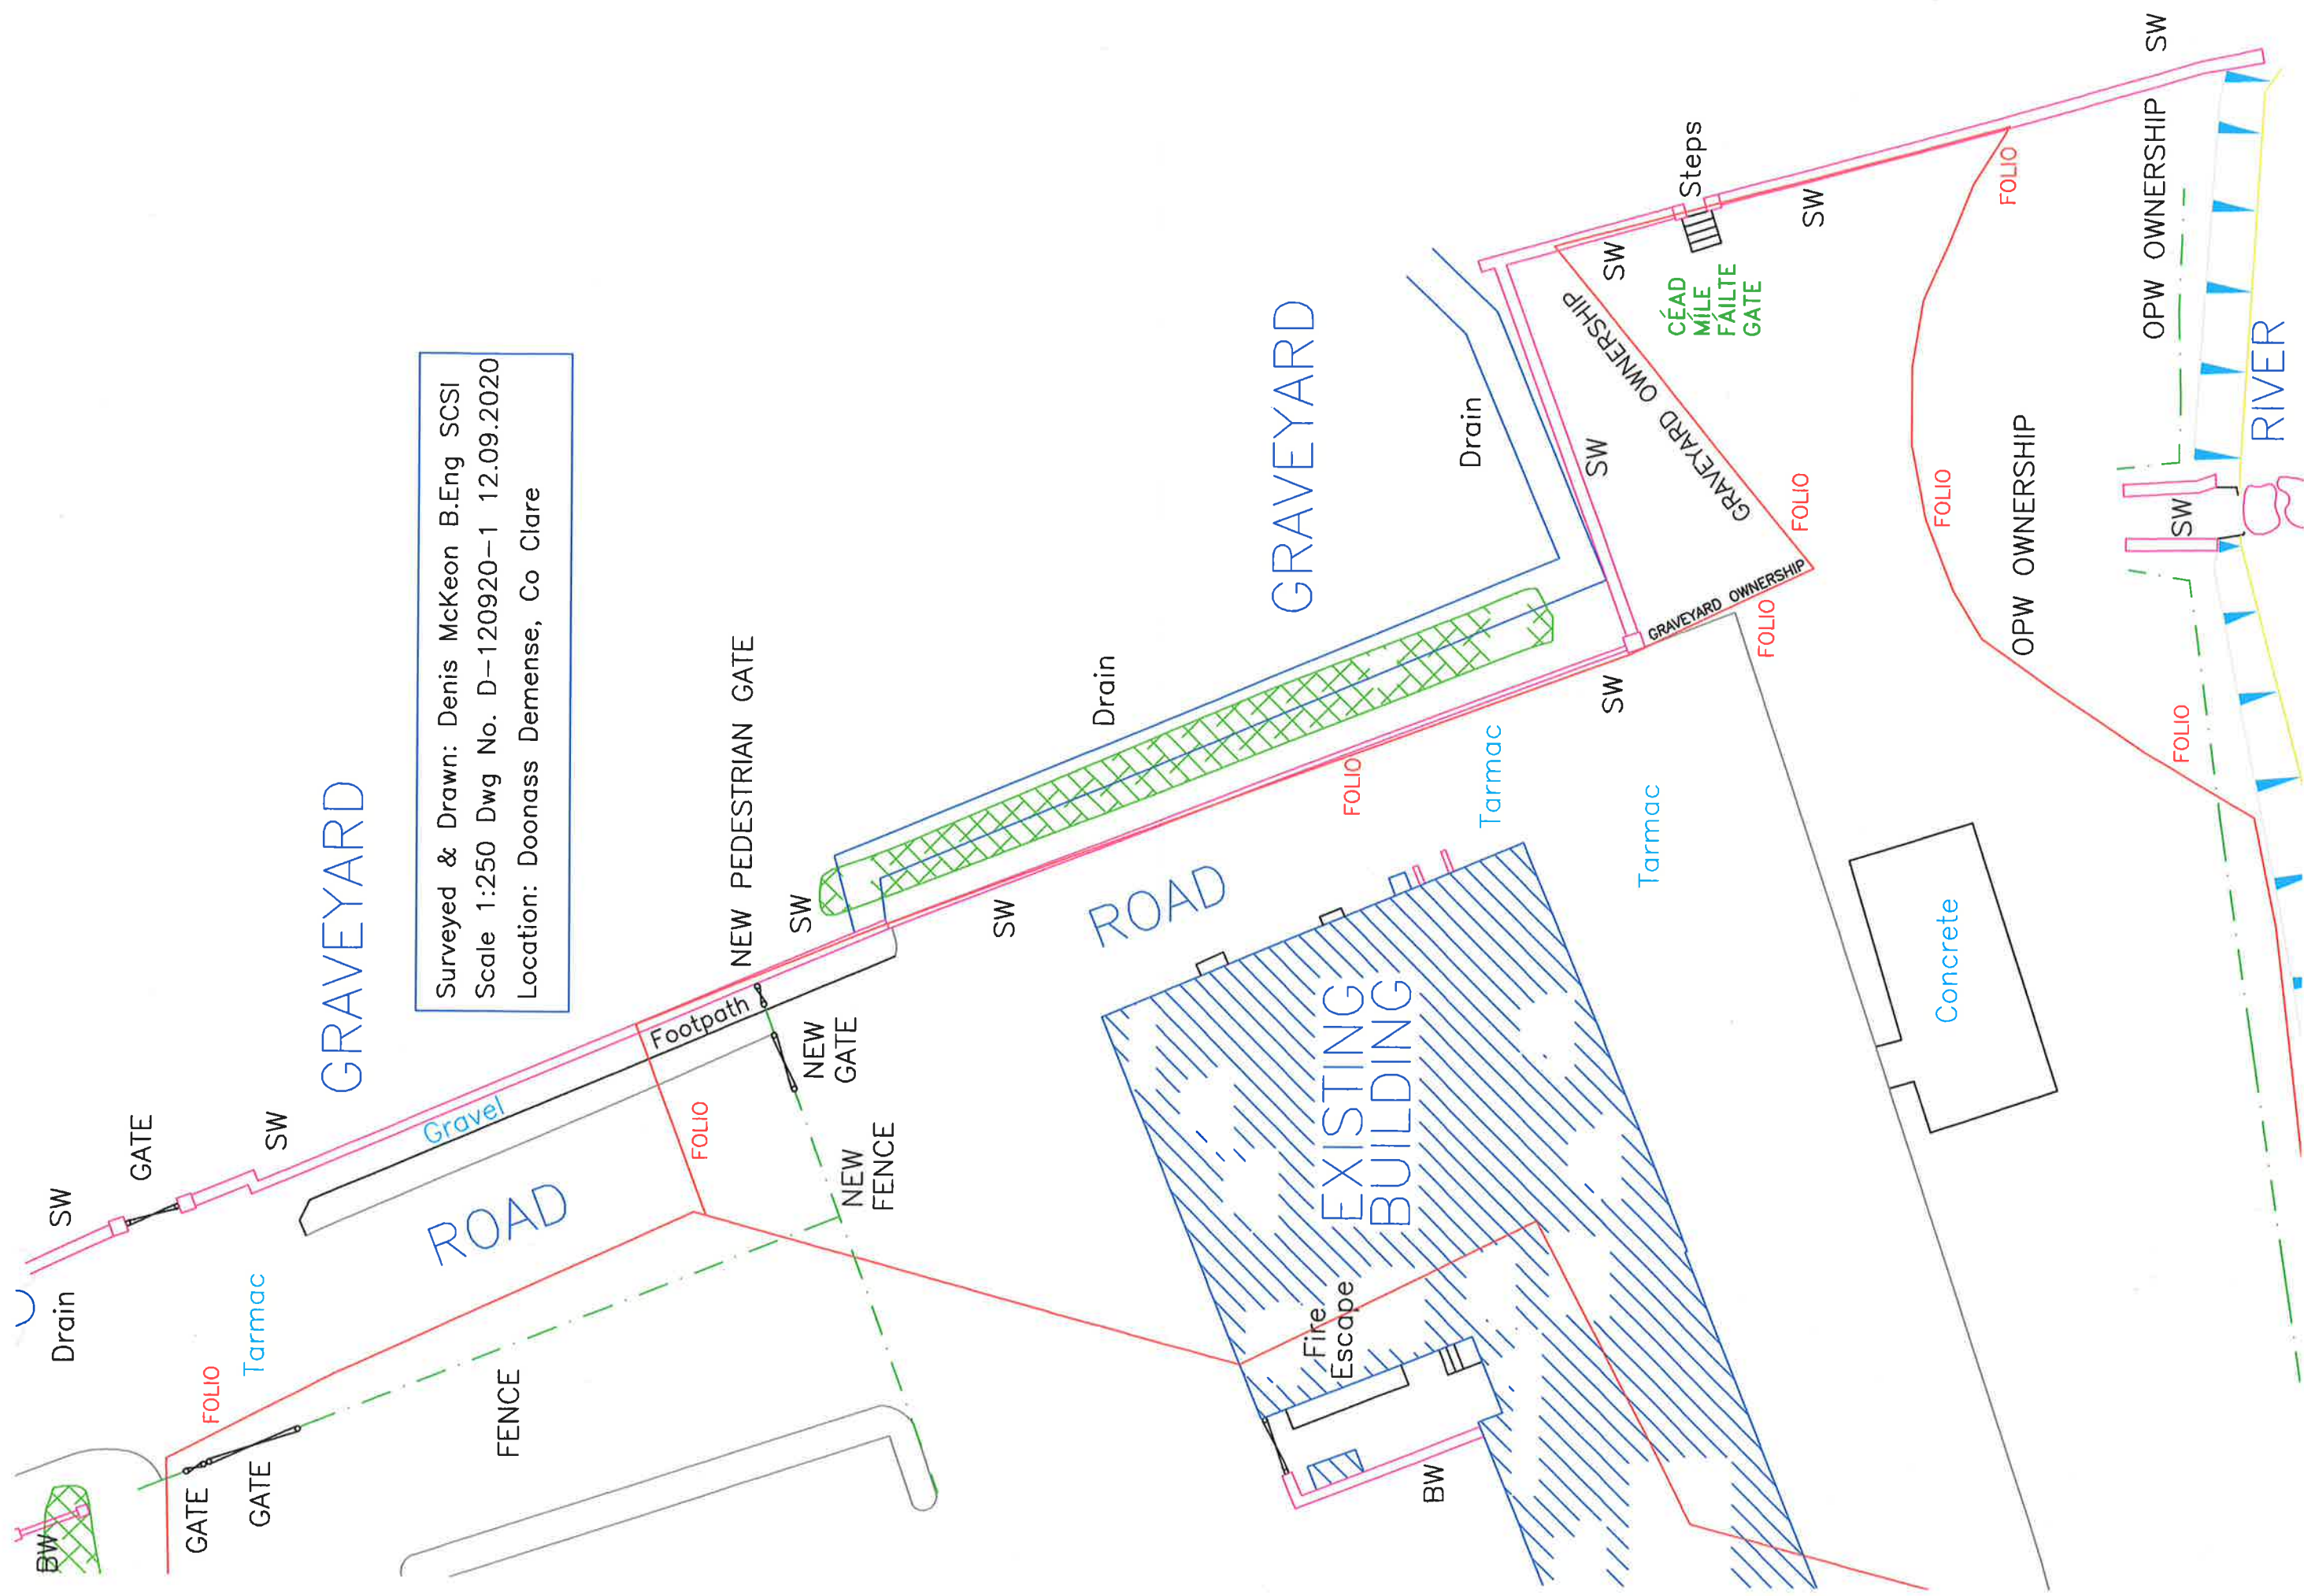 SW
GATE
SW
Drain
Tarmac
FOLIO
BW
GATE
GATE
FENCE
ROAD
Gravel
GRAVEYARD
Surveyed & Drawn: Denis McKeon B.Eng SCSI
Scale 1:250 Dwg No. D-120920-1 12.09.2020
Location: Doonass Demense, Co Clare
Footpath
FOLIO
NEW PEDESTRIAN GATE
SW
NEW
GATE
NEW
FENCE
SW
Drain
ROAD
GRAVEYARD
Drain
EXISTING
BUILDING
Fire
Escape
BW
FOLIO
Tarmac
Tarmac
SW
SW
GRAVEYARD OWNERSHIP
GRAVEYARD OWNERSHIP
GRAVEYARD OWNERSHIP
SW
Steps
CÉAD
MÍLE
FÁILTE
GATE
SW
FOLIO
FOLIO
FOLIO
FOLIO
Concrete
OPW OWNERSHIP
OPW OWNERSHIP
SW
SW
FOLIO
RIVER